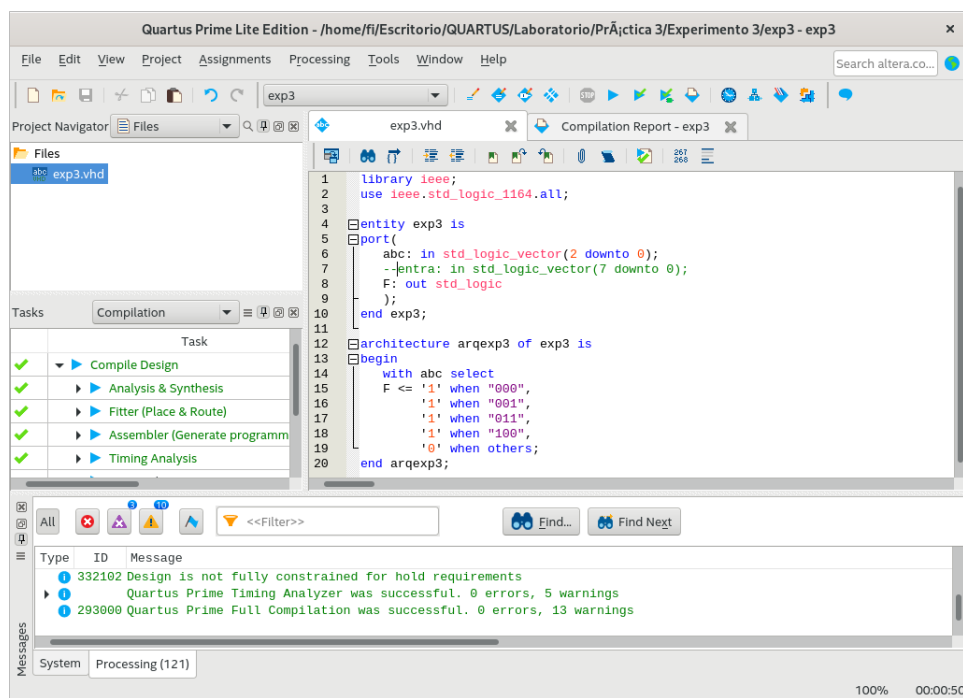 Quartus Prime Lite Edition - /home/fi/Escritorio/QUARTUS/Laboratorio/PrÃ¡ctica 3/Experimento 3/exp3 - exp3
File Edit View Project Assignments Processing Tools Window Help
Search altera.co...
exp3
Project Navigator Files
exp3.vhd
Compilation Report - exp3
Files
abc exp3.vhd
267
268
1 library ieee;
2 use ieee.std_logic_1164.all;
3
4 entity exp3 is
5 port(
6 abc: in std_logic_vector(2 downto 0);
7 --entra: in std_logic_vector(7 downto 0);
8 F: out std_logic
9 );
10 end exp3;
11
12 architecture arqexp3 of exp3 is
13 begin
14 with abc select
15 F <= '1' when "000",
16 '1' when "001",
17 '1' when "011",
18 '1' when "100",
19 '0' when others;
20 end arqexp3;
Tasks Compilation
Task
Compile Design
Analysis & Synthesis
Fitter (Place & Route)
Assembler (Generate programm
Timing Analysis
All 3 10 <<Filter>> Find... Find Next
Type ID Message
332102 Design is not fully constrained for hold requirements
Quartus Prime Timing Analyzer was successful. 0 errors, 5 warnings
293000 Quartus Prime Full Compilation was successful. 0 errors, 13 warnings
Messages
System Processing (121)
100% 00:00:50